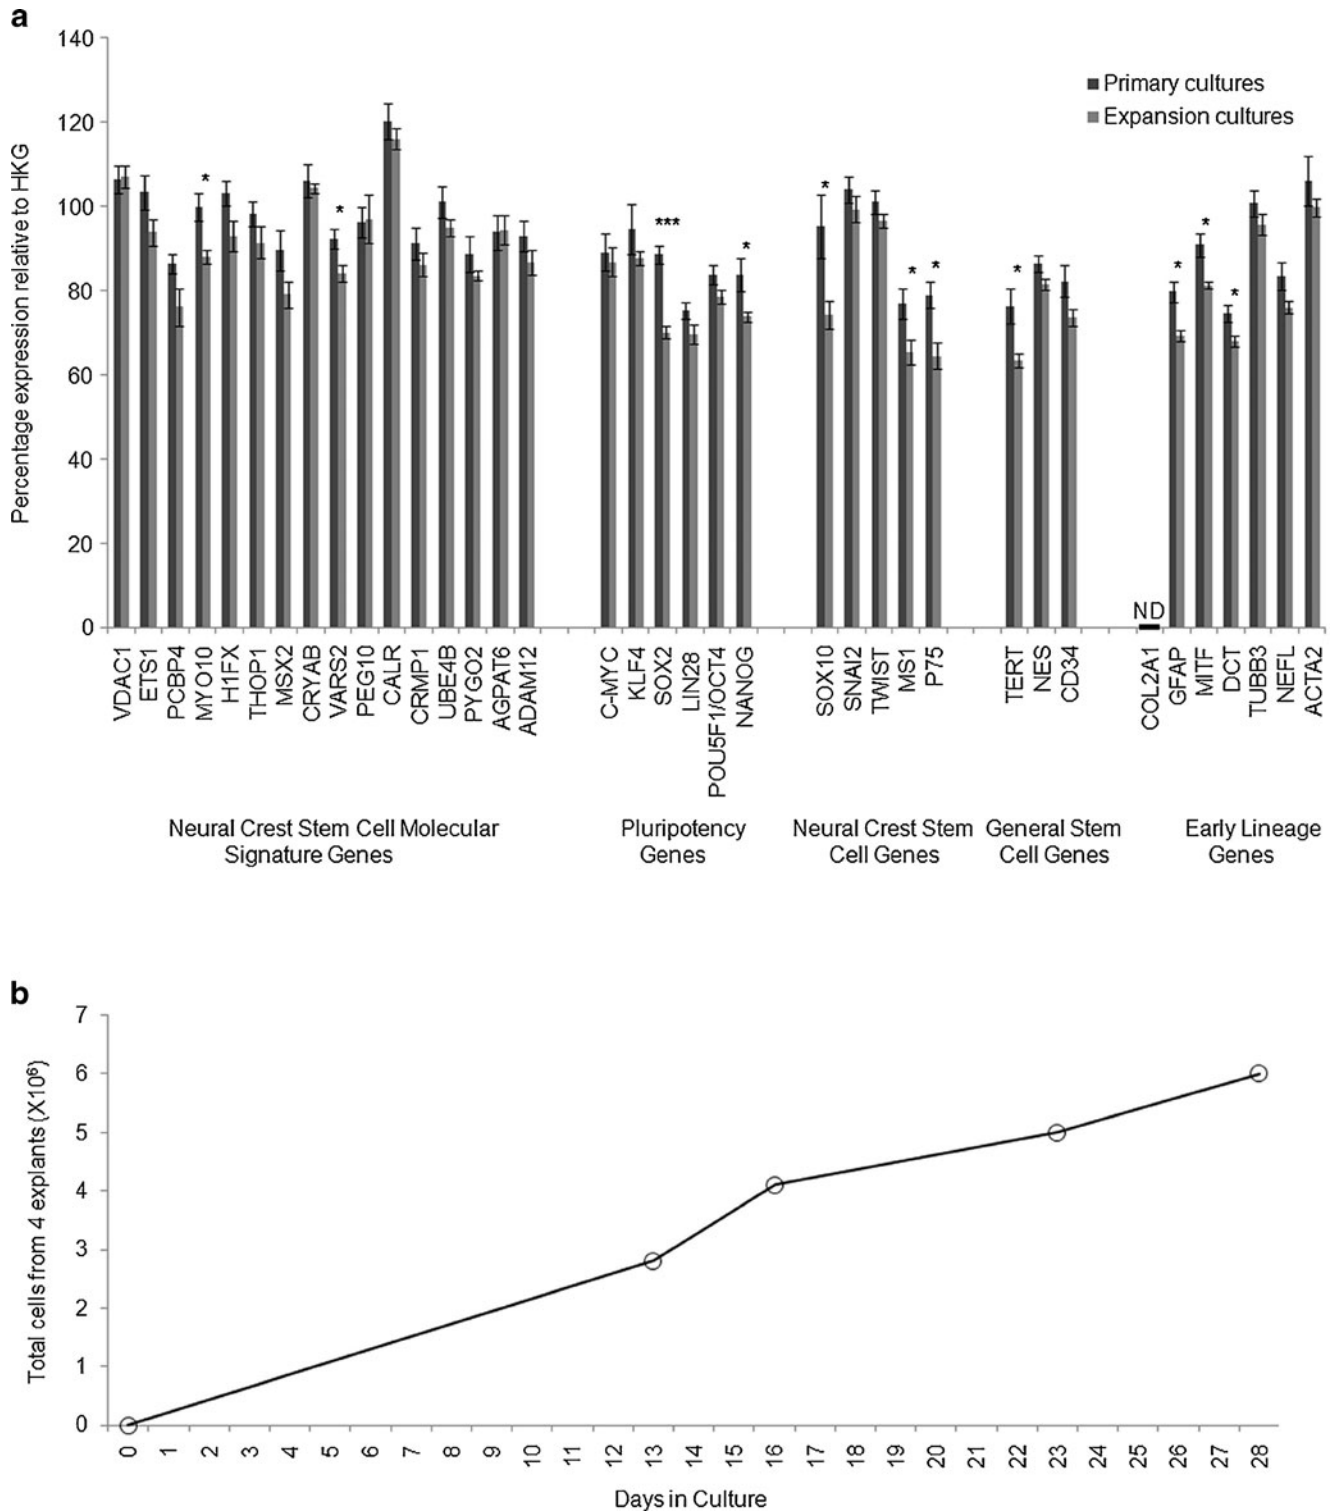 a
140
120
100
80
60
40
20
0
Percentage expression relative to HKG
Primary cultures
Expansion cultures
*
*
***
*
*
*
*
*
*
*
*
ND
VDAC1
ETS1
PCBP4
MYO10
H1FX
THOP1
MSX2
CRYAB
VARS2
PEG10
CALR
CRMP1
UBE4B
PYGO2
AGPAT6
ADAM12
C-MYC
KLF4
SOX2
LIN28
POU5F1/OCT4
NANOG
SOX10
SNAI2
TWIST
MS1
P75
TERT
NES
CD34
COL2A1
GFAP
MITF
DCT
TUBB3
NEFL
ACTA2
Neural Crest Stem Cell Molecular
Signature Genes
Pluripotency
Genes
Neural Crest Stem
Cell Genes
General Stem
Cell Genes
Early Lineage
Genes
b
7
6
5
4
3
2
1
0
Total cells from 4 explants (X10⁶)
0 1 2 3 4 5 6 7 8 9 10 11 12 13 14 15 16 17 18 19 20 21 22 23 24 25 26 27 28
Days in Culture